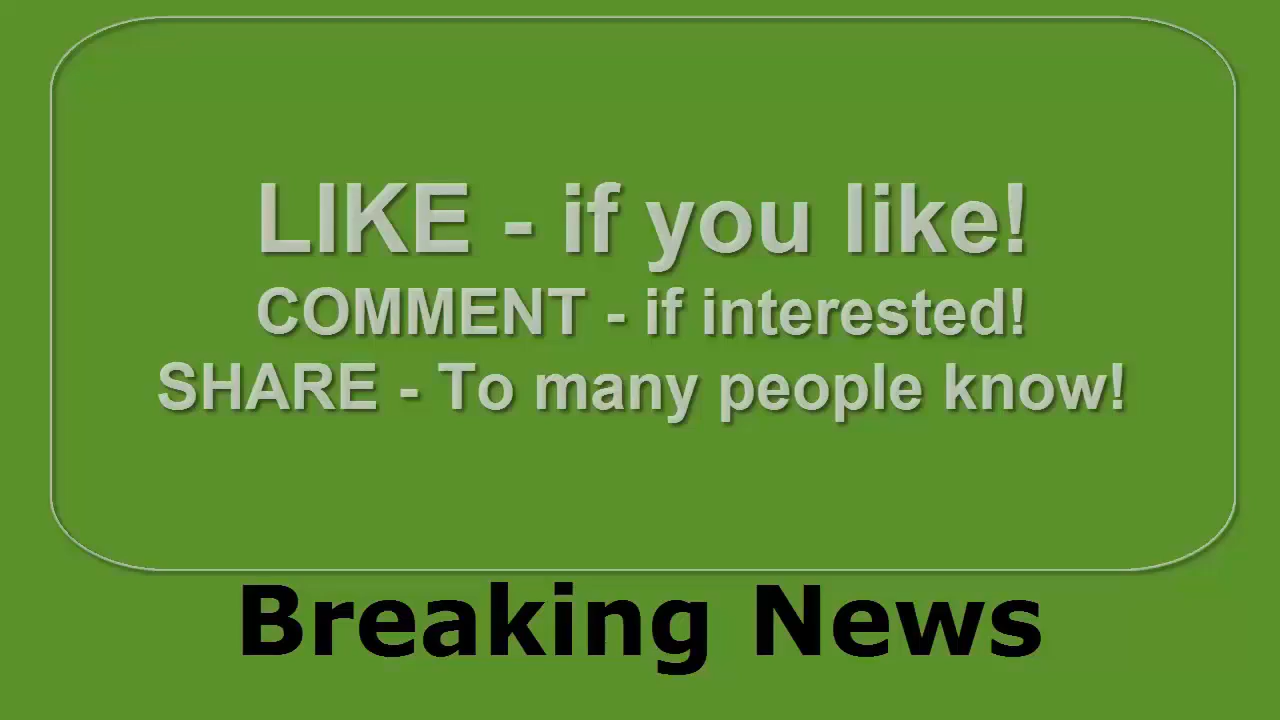 LIKE - if you like!
COMMENT - if interested!
SHARE - To many people know!
Breaking News